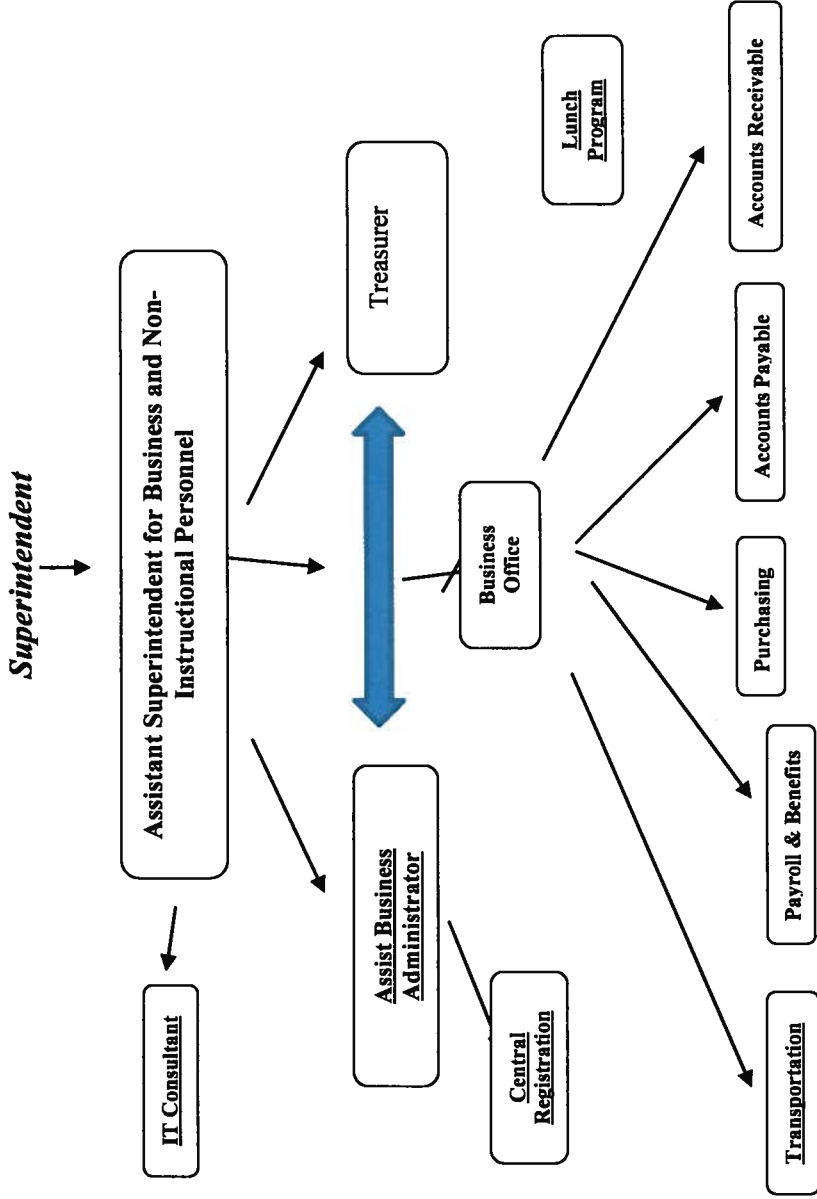 Superintendent
Assistant Superintendent for Business and Non-
Instructional Personnel
IT Consultant
Assist Business
Administrator
Treasurer
Central
Registration
Business
Office
Lunch
Program
Transportation
Payroll & Benefits
Purchasing
Accounts Payable
Accounts Receivable